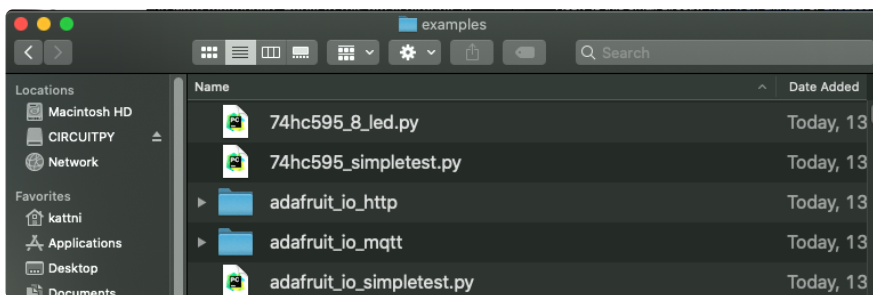 examples
Search
Locations
Macintosh HD
CIRCUITPY
Network
Favorites
kattni
Applications
Desktop
Documents
Name
Date Added
74hc595_8_led.py
Today, 13
74hc595_simpletest.py
Today, 13
adafruit_io_http
Today, 13
adafruit_io_mqtt
Today, 13
adafruit_io_simpletest.py
Today, 13